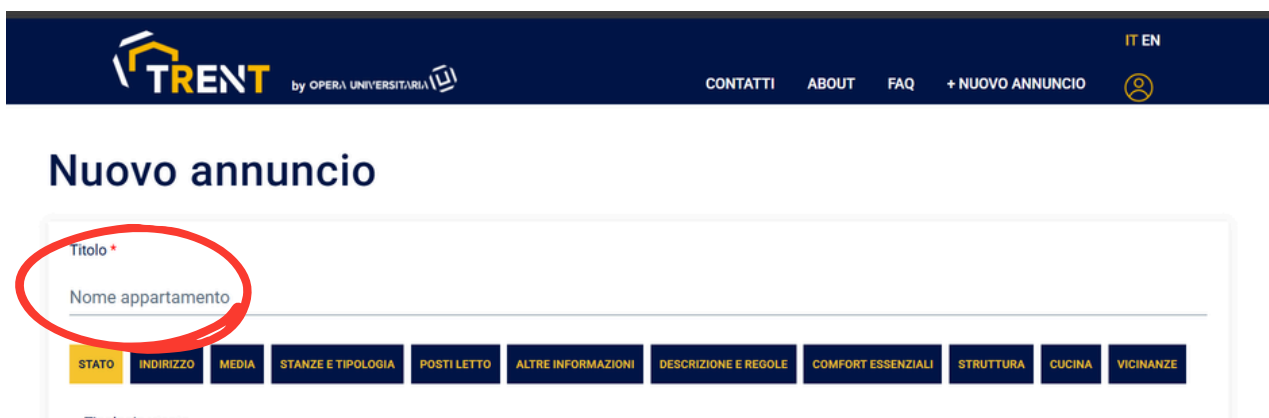 IT EN
TRENT by OPERA UNIVERSITARIA
CONTATTI ABOUT FAQ + NUOVO ANNUNCIO
Nuovo annuncio
Titolo *
Nome appartamento
STATO INDIRIZZO MEDIA STANZE E TIPOLOGIA POSTI LETTO ALTRE INFORMAZIONI DESCRIZIONE E REGOLE COMFORT ESSENZIALI STRUTTURA CUCINA VICINANZE